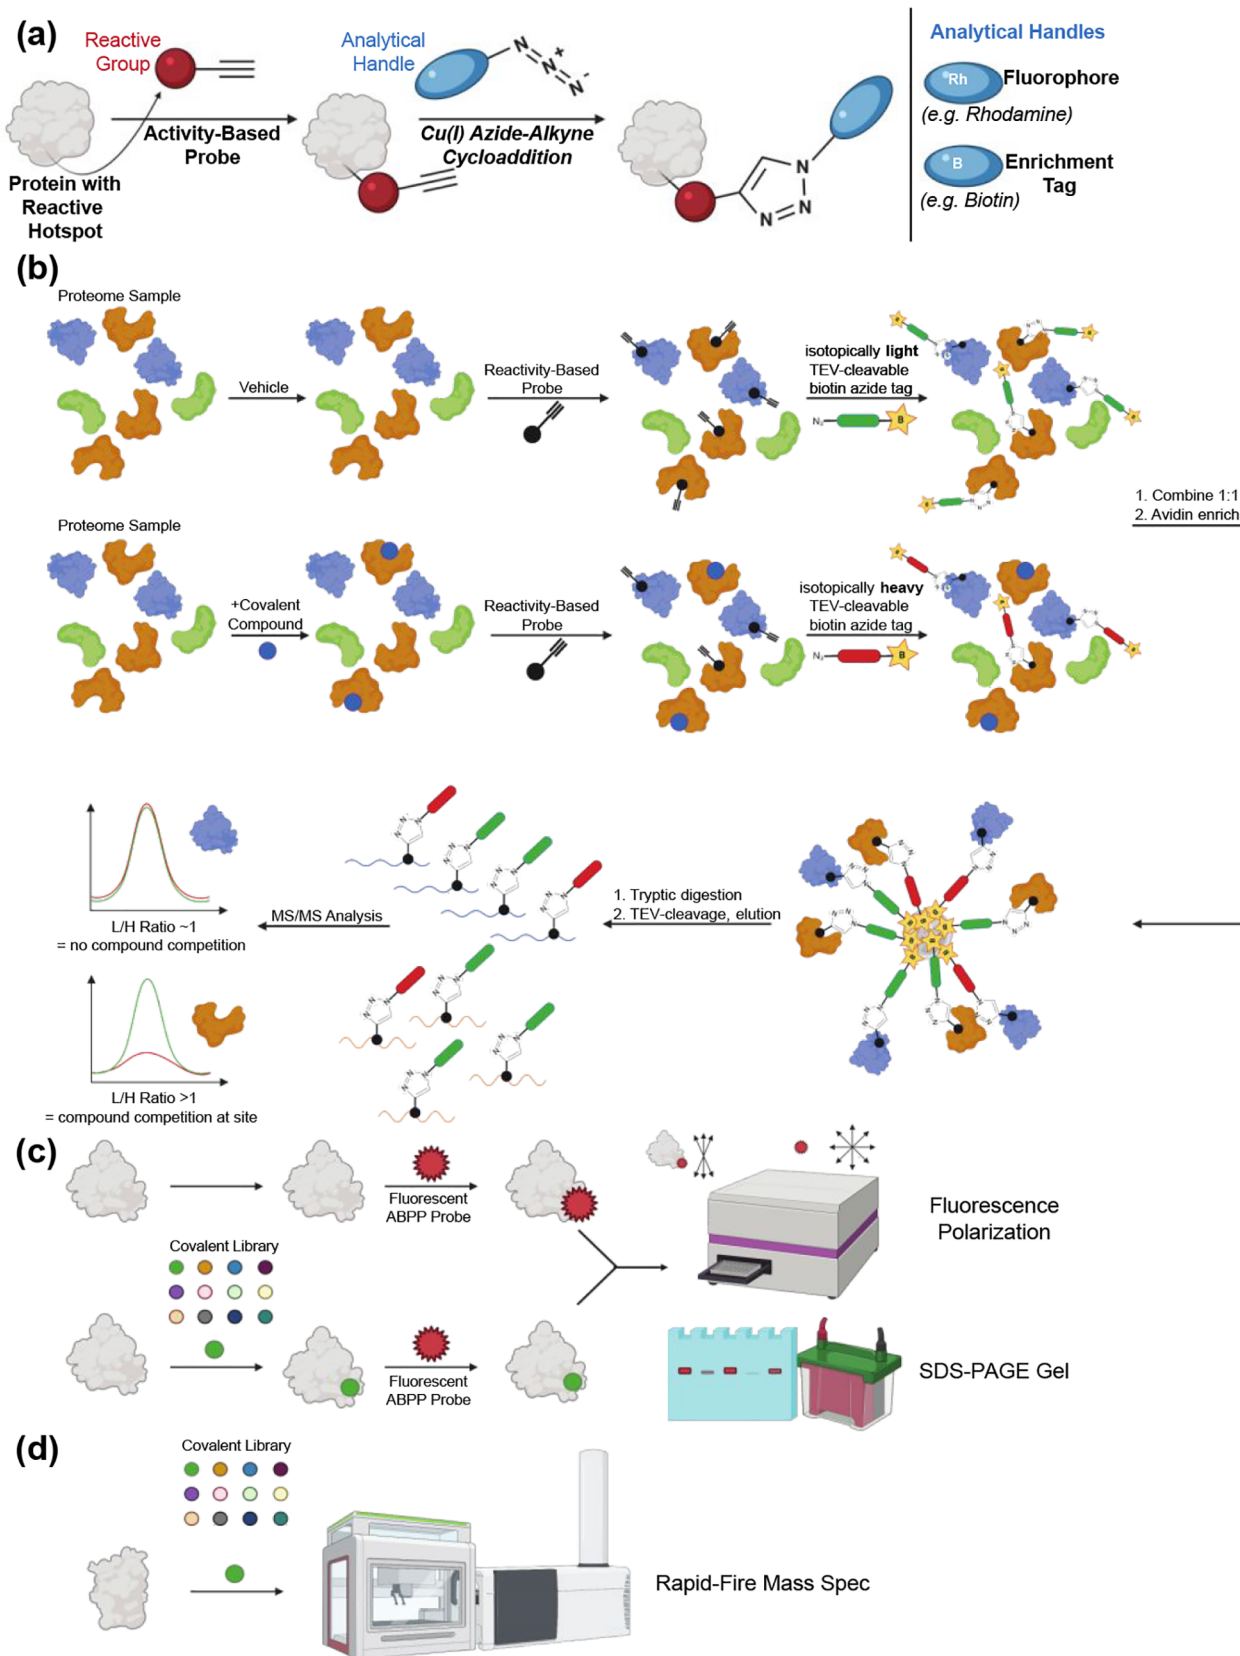 (a)
Reactive
Group
Analytical
Handle
N
N
N
+
-
Activity-Based
Probe
Cu(I) Azide-Alkyne
Cycloaddition
Protein with
Reactive
Hotspot
N
N
N
Analytical Handles
Rh
Fluorophore
(e.g. Rhodamine)
B
Enrichment
Tag
(e.g. Biotin)
(b)
Proteome Sample
Vehicle
Reactivity-Based
Probe
isotopically light
TEV-cleavable
biotin azide tag
N₃
B
1. Combine 1:1
2. Avidin enrich
Proteome Sample
+Covalent
Compound
Reactivity-Based
Probe
isotopically heavy
TEV-cleavable
biotin azide tag
N₃
B
L/H Ratio ~1
= no compound competition
MS/MS Analysis
1. Tryptic digestion
2. TEV-cleavage, elution
L/H Ratio >1
= compound competition at site
(c)
Fluorescent
ABPP Probe
Fluorescence
Polarization
Covalent Library
Fluorescent
ABPP Probe
SDS-PAGE Gel
(d)
Covalent Library
Rapid-Fire Mass Spec